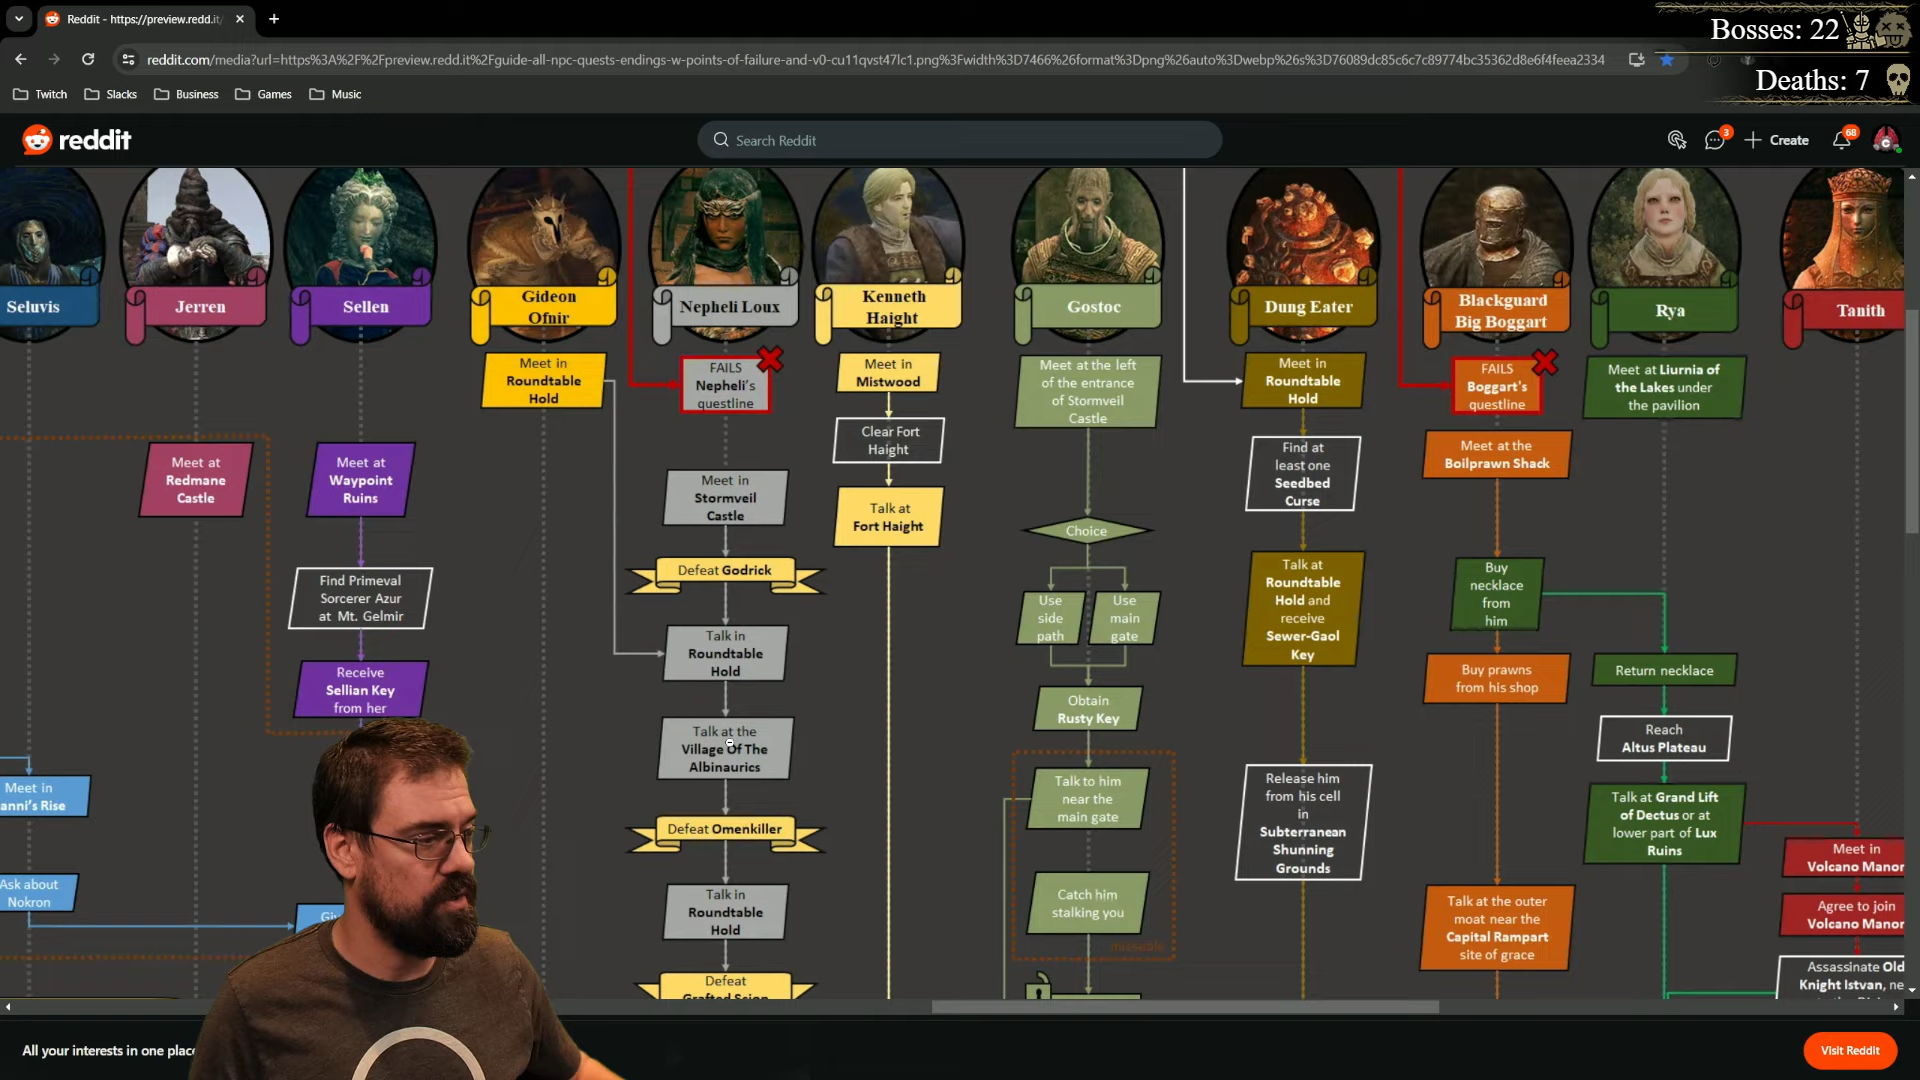 Reddit - https://preview.redd.it/
Bosses: 22
reddit.com/media?url=https%3A%2F%2Fpreview.redd.it%2Fguide-all-npc-quests-endings-w-points-of-failure-and-v0-cu11qvst47lc1.png%3Fwidth%3D7466%26format%3Dpng%26auto%3Dwebp%26s%3D76089dc85c6c7c89774bc35362d8e6f4feea2334
Deaths: 7
Twitch
Slacks
Business
Games
Music
reddit
Search Reddit
3
Create
68
Seluvis
Jerren
Sellen
Gideon
Ofnir
Nepheli Loux
Kenneth
Haight
Gostoc
Dung Eater
Blackguard
Big Boggart
Rya
Tanith
Meet in
Roundtable
Hold
FAILS
Nepheli's
questline
Meet in
Mistwood
Meet at the left
of the entrance
of Stormveil
Castle
Meet in
Roundtable
Hold
FAILS
Boggart's
questline
Meet at Liurnia
of the Lakes under
the pavilion
Clear Fort
Haight
Meet at
Redmane
Castle
Meet at
Waypoint
Ruins
Meet in
Stormveil
Castle
Talk at
Fort Haight
Find at
least one
Seedbed
Curse
Meet at the
Boilprawn Shack
Choice
Defeat Godrick
Find Primeval
Sorcerer Azur
at Mt. Gelmir
Use
side
path
Use
main
gate
Talk at
Roundtable
Hold and
receive
Sewer-Gaol
Key
Buy
necklace
from
him
Talk in
Roundtable
Hold
Receive
Sellian Key
from her
Obtain
Rusty Key
Buy prawns
from his shop
Return necklace
Talk at the
Village Of The
Albinaurics
Reach
Altus Plateau
Meet in
anni's Rise
Talk to him
near the
main gate
Release him
from his cell
in
Subterranean
Shunning
Grounds
Talk at Grand Lift
of Dectus or at
lower part of Lux
Ruins
Defeat Omenkiller
Meet in
Volcano Manor
Ask about
Nokron
Talk in
Roundtable
Hold
Catch him
stalking you
missable
Talk at the outer
moat near the
Capital Rampart
site of grace
Agree to join
Volcano Manor
Gi
Defeat
Grafted Scion
Assassinate Old
Knight Istvan, ne
All your interests in one place
Visit Reddit